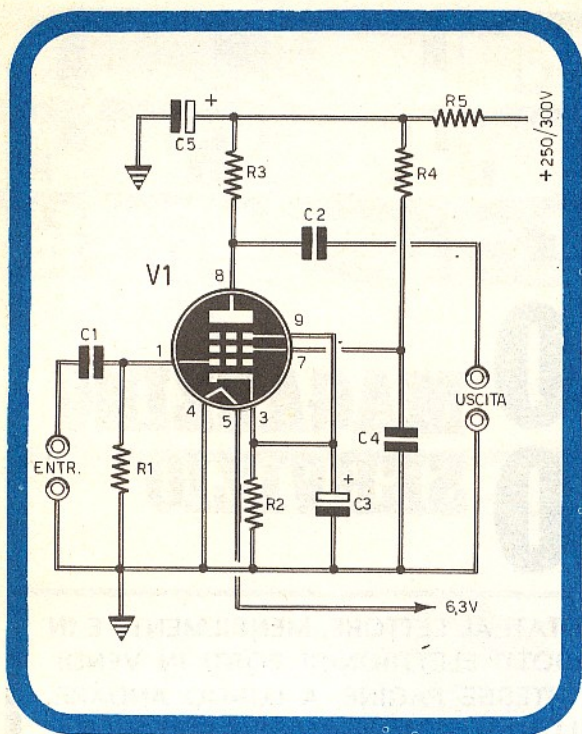 +
C5
R5
+250/300V
R3
R4
C2
V1
8
9
7
C1
1
4
5
3
ENTR.
R1
R2
+
C3
C4
USCITA
6,3V